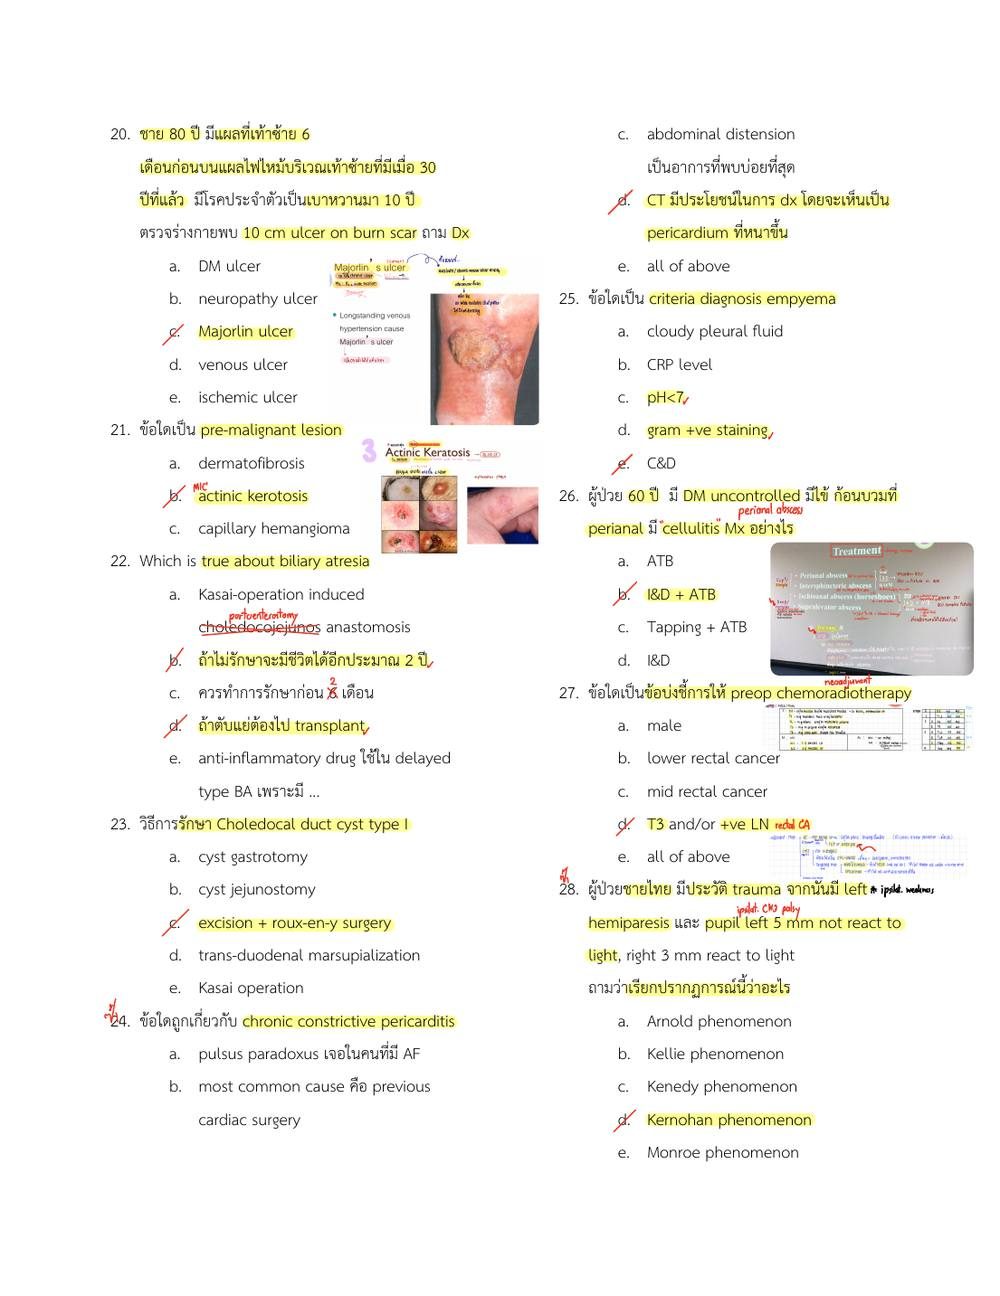 20. ชาย 80 ปี มีแผลที่เท้าซ้าย 6
เดือนก่อนบนแผลไฟไหม้บริเวณเท้าซ้ายที่มีเมื่อ 30
ปีที่แล้ว มีโรคประจำตัวเป็นเบาหวานมา 10 ปี
ตรวจร่างกายพบ 10 cm ulcer on burn scar ถาม Dx
a. DM ulcer
b. neuropathy ulcer
c. Majorlin ulcer
d. venous ulcer
e. ischemic ulcer
Majorlin's ulcer
• Longstanding venous
hypertension cause
Majorlin's ulcer
21. ข้อใดเป็น pre-malignant lesion
a. dermatofibrosis
MIC
b. actinic kerotosis
c. capillary hemangioma
3 Actinic Keratosis
22. Which is true about biliary atresia
a. Kasai-operation induced
portoenterostomy
choledocojejunos anastomosis
b. ถ้าไม่รักษาจะมีชีวิตได้อีกประมาณ 2 ปี
2
c. ควรทำการรักษาก่อน 6 เดือน
d. ถ้าตับแย่ต้องไป transplant
e. anti-inflammatory drug ใช้ใน delayed
type BA เพราะมี ...
23. วิธีการรักษา Choledocal duct cyst type I
a. cyst gastrotomy
b. cyst jejunostomy
c. excision + roux-en-y surgery
d. trans-duodenal marsupialization
e. Kasai operation
24. ข้อใดถูกเกี่ยวกับ chronic constrictive pericarditis
a. pulsus paradoxus เจอในคนที่มี AF
b. most common cause คือ previous
cardiac surgery
c. abdominal distension
เป็นอาการที่พบบ่อยที่สุด
d. CT มีประโยชน์ในการ dx โดยจะเห็นเป็น
pericardium ที่หนาขึ้น
e. all of above
25. ข้อใดเป็น criteria diagnosis empyema
a. cloudy pleural fluid
b. CRP level
c. pH<7
d. gram +ve staining
e. C&D
26. ผู้ป่วย 60 ปี มี DM uncontrolled มีไข้ ก้อนบวมที่
perianal abscess
perianal มี "cellulitis" Mx อย่างไร
a. ATB
b. I&D + ATB
c. Tapping + ATB
d. I&D
Treatment
• Perianal abscess
• Intersphincteric abscess
• Ischioanal abscess (horseshoes)
• Supralevator abscess
neoadjuvant
27. ข้อใดเป็นข้อบ่งชี้การให้ preop chemoradiotherapy
a. male
b. lower rectal cancer
c. mid rectal cancer
d. T3 and/or +ve LN rectal CA
e. all of above
28. ผู้ป่วยชายไทย มีประวัติ trauma จากนันมี left * ipsilat. weakness
ipsilat. CN3 palsy
hemiparesis และ pupil left 5 mm not react to
light, right 3 mm react to light
ถามว่าเรียกปรากฏการณ์นี้ว่าอะไร
a. Arnold phenomenon
b. Kellie phenomenon
c. Kenedy phenomenon
d. Kernohan phenomenon
e. Monroe phenomenon